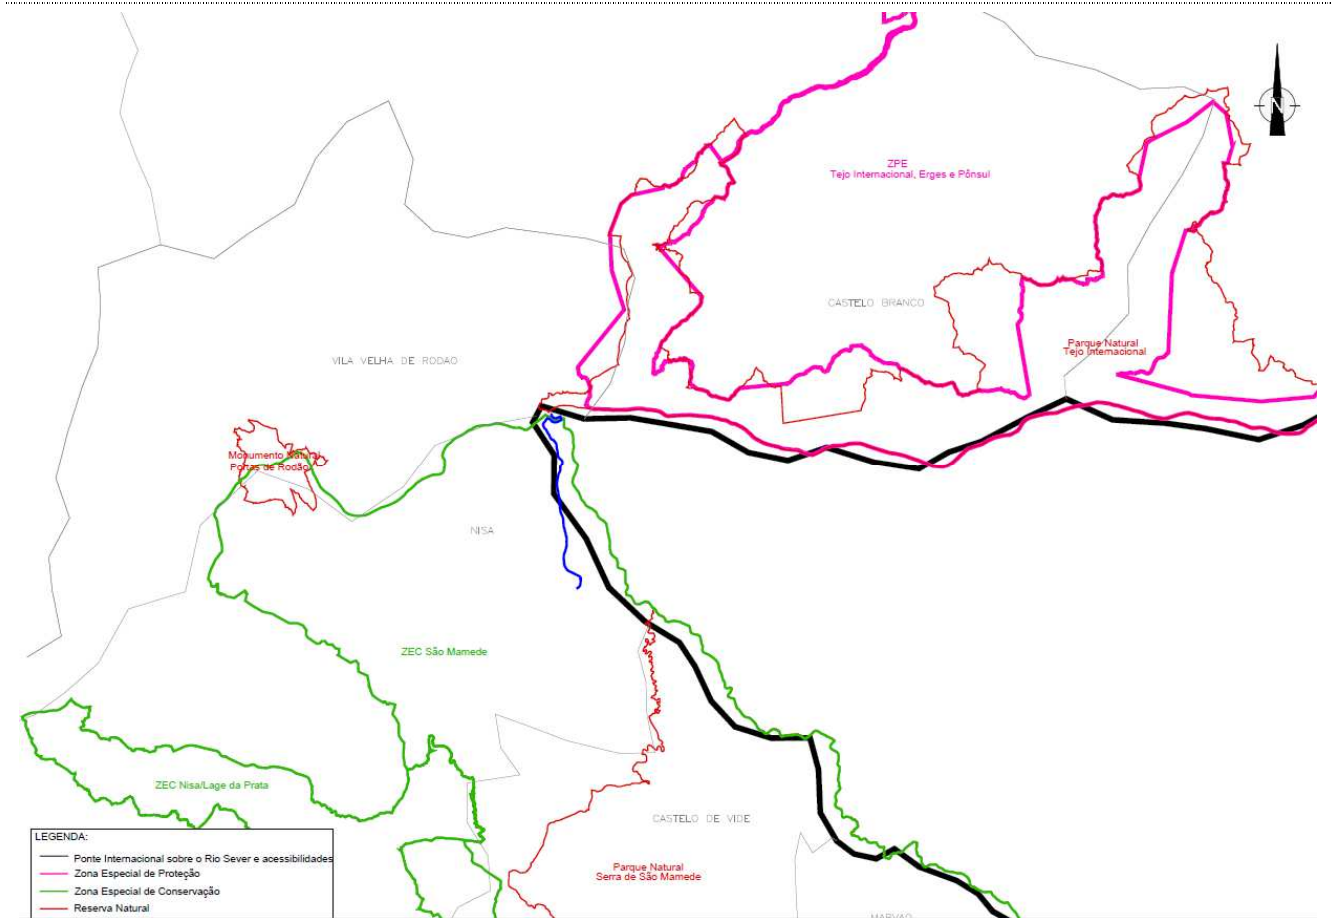 N
ZPE
Tejo Internacional, Erges e Pônsul
CASTELO BRANCO
Parque Natural
Tejo Internacional
VILA VELHA DE RODAO
Monumento Natural
Portas de Rodão
NISA
ZEC São Mamede
ZEC Nisa/Lage da Prata
CASTELO DE VIDE
Parque Natural
Serra de São Mamede
MARVAO
LEGENDA:
Ponte Internacional sobre o Rio Sever e acessibilidades
Zona Especial de Proteção
Zona Especial de Conservação
Reserva Natural